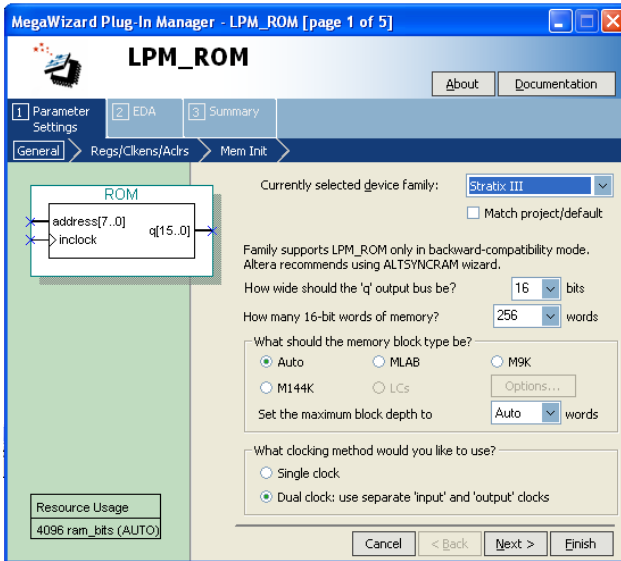 MegaWizard Plug-In Manager - LPM_ROM [page 1 of 5]
LPM_ROM
About
Documentation
1 Parameter Settings
2 EDA
3 Summary
General
Regs/Clkens/Aclrs
Mem Init
ROM
address[7..0]
q[15..0]
inclock
Currently selected device family:
Stratix III
Match project/default
Family supports LPM_ROM only in backward-compatibility mode.
Altera recommends using ALTSYNCRAM wizard.
How wide should the 'q' output bus be?
16
bits
How many 16-bit words of memory?
256
words
What should the memory block type be?
Auto
MLAB
M9K
M144K
LCs
Options...
Set the maximum block depth to
Auto
words
What clocking method would you like to use?
Single clock
Dual clock: use separate 'input' and 'output' clocks
Resource Usage
4096 ram_bits (AUTO)
Cancel
< Back
Next >
Finish